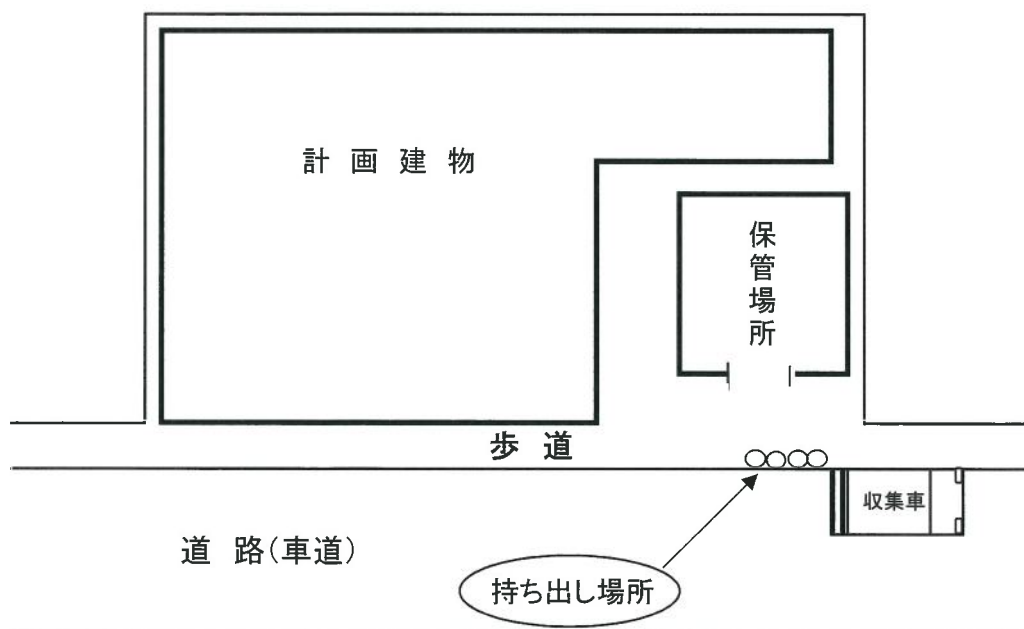 計画建物
保管場所
歩道
収集車
道路(車道)
持ち出し場所